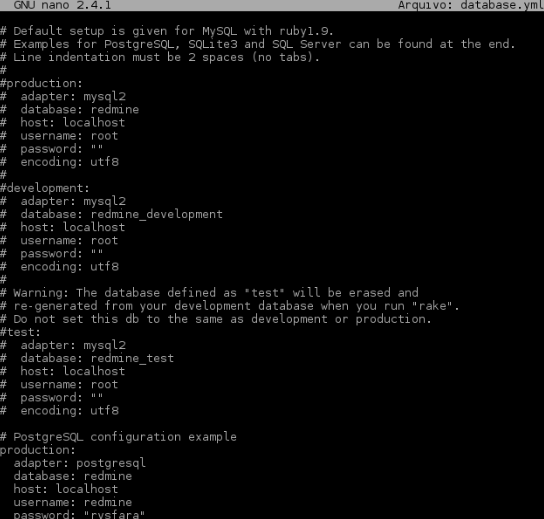 GNU nano 2.4.1 Arquivo: database.yml
# Default setup is given for MySQL with ruby1.9.
# Examples for PostgreSQL, SQLite3 and SQL Server can be found at the end.
# Line indentation must be 2 spaces (no tabs).
#
#production:
#  adapter: mysql2
#  database: redmine
#  host: localhost
#  username: root
#  password: ""
#  encoding: utf8
#
#development:
#  adapter: mysql2
#  database: redmine_development
#  host: localhost
#  username: root
#  password: ""
#  encoding: utf8
#
# Warning: The database defined as "test" will be erased and
# re-generated from your development database when you run "rake".
# Do not set this db to the same as development or production.
#test:
#  adapter: mysql2
#  database: redmine_test
#  host: localhost
#  username: root
#  password: ""
#  encoding: utf8
# PostgreSQL configuration example
production:
  adapter: postgresql
  database: redmine
  host: localhost
  username: redmine
  password: "rysfara"